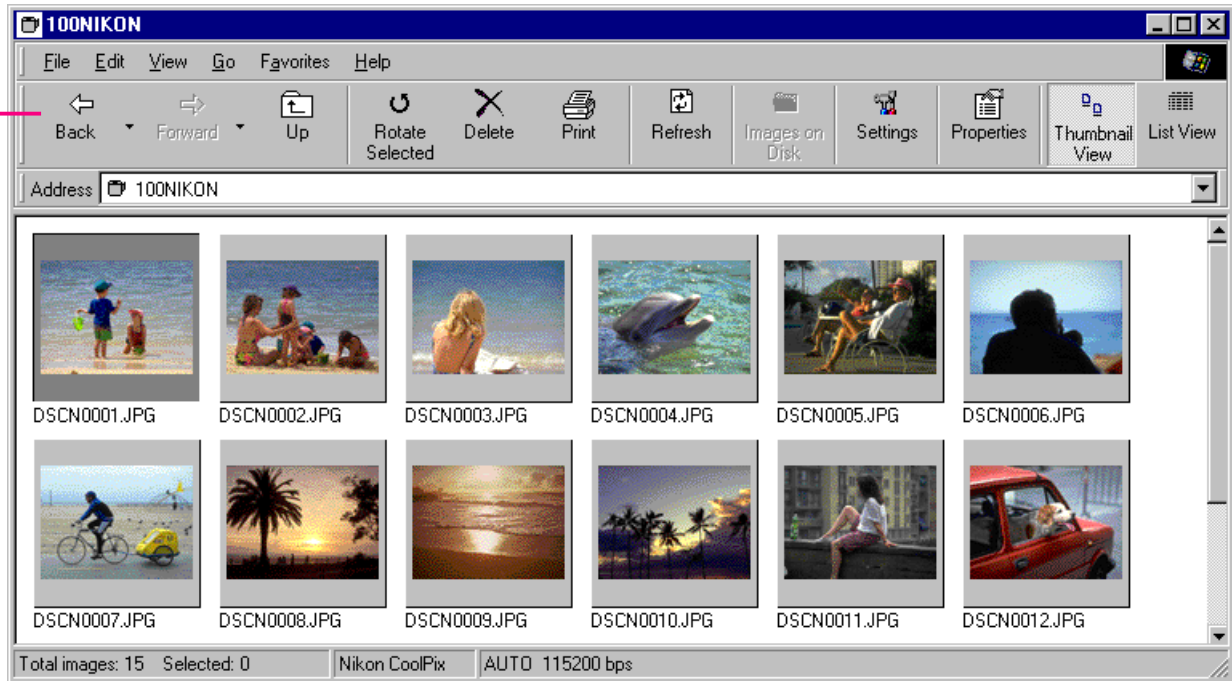 100NIKON
File Edit View Go Favorites Help
Back Forward Up Rotate Selected Delete Print Refresh Images on Disk Settings Properties Thumbnail View List View
Address 100NIKON
DSCN0001.JPG DSCN0002.JPG DSCN0003.JPG DSCN0004.JPG DSCN0005.JPG DSCN0006.JPG
DSCN0007.JPG DSCN0008.JPG DSCN0009.JPG DSCN0010.JPG DSCN0011.JPG DSCN0012.JPG
Total images: 15 Selected: 0 Nikon CoolPix AUTO 115200 bps